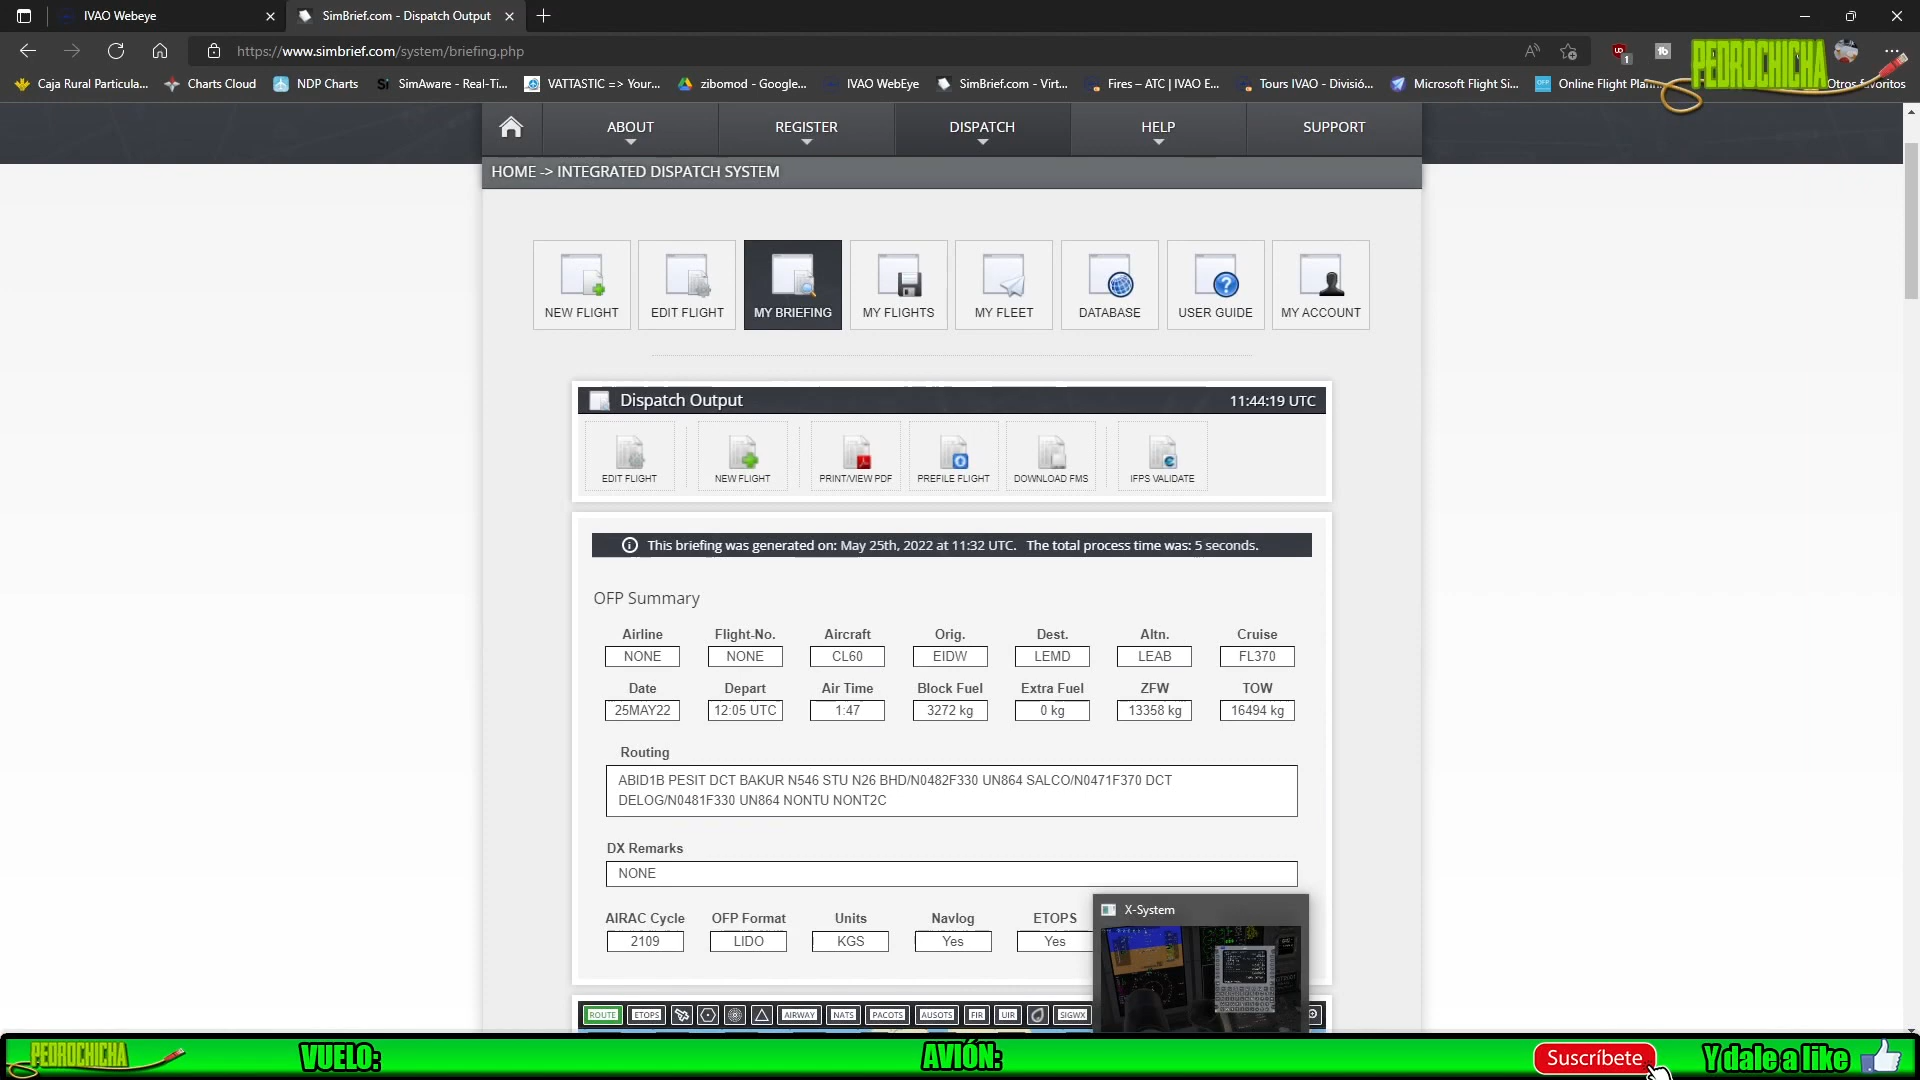 IVAO Webeye
SimBrief.com - Dispatch Output
https://www.simbrief.com/system/briefing.php
PEDROCHICHA
Caja Rural Particula...
Charts Cloud
NDP Charts
SimAware - Real-Ti...
VATTASTIC => Your...
zibomod - Google...
IVAO WebEye
SimBrief.com - Virt...
Fires – ATC | IVAO E...
Tours IVAO - Divisió...
Microsoft Flight Si...
Online Flight Plan
Otros favoritos
ABOUT
REGISTER
DISPATCH
HELP
SUPPORT
HOME -> INTEGRATED DISPATCH SYSTEM
NEW FLIGHT
EDIT FLIGHT
MY BRIEFING
MY FLIGHTS
MY FLEET
DATABASE
USER GUIDE
MY ACCOUNT
Dispatch Output
11:44:19 UTC
EDIT FLIGHT
NEW FLIGHT
PRINT/VIEW PDF
PREFILE FLIGHT
DOWNLOAD FMS
IFPS VALIDATE
This briefing was generated on: May 25th, 2022 at 11:32 UTC. The total process time was: 5 seconds.
OFP Summary
Airline Flight-No. Aircraft Orig. Dest. Altn. Cruise
NONE NONE CL60 EIDW LEMD LEAB FL370
Date Depart Air Time Block Fuel Extra Fuel ZFW TOW
25MAY22 12:05 UTC 1:47 3272 kg 0 kg 13358 kg 16494 kg
Routing
ABID1B PESIT DCT BAKUR N546 STU N26 BHD/N0482F330 UN864 SALCO/N0471F370 DCT
DELOG/N0481F330 UN864 NONTU NONT2C
DX Remarks
NONE
AIRAC Cycle OFP Format Units Navlog ETOPS
2109 LIDO KGS Yes Yes
X-System
ROUTE ETOPS AIRWAY NATS PACOTS AUSOTS FIR UIR SIGWX
PEDROCHICHA
VUELO:
AVIÓN:
Suscríbete
Y dale a like